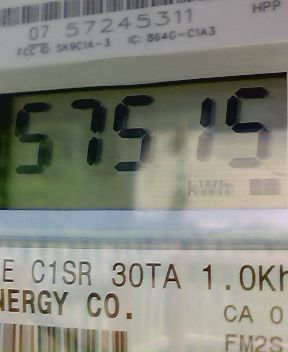 HPP
07 57245311
FCC ID: SK9C1A-3 IC: 864G-C1A3
57515
kWh
E C1SR 30TA 1.0Kh
NERGY CO.
CA 0
FM2S